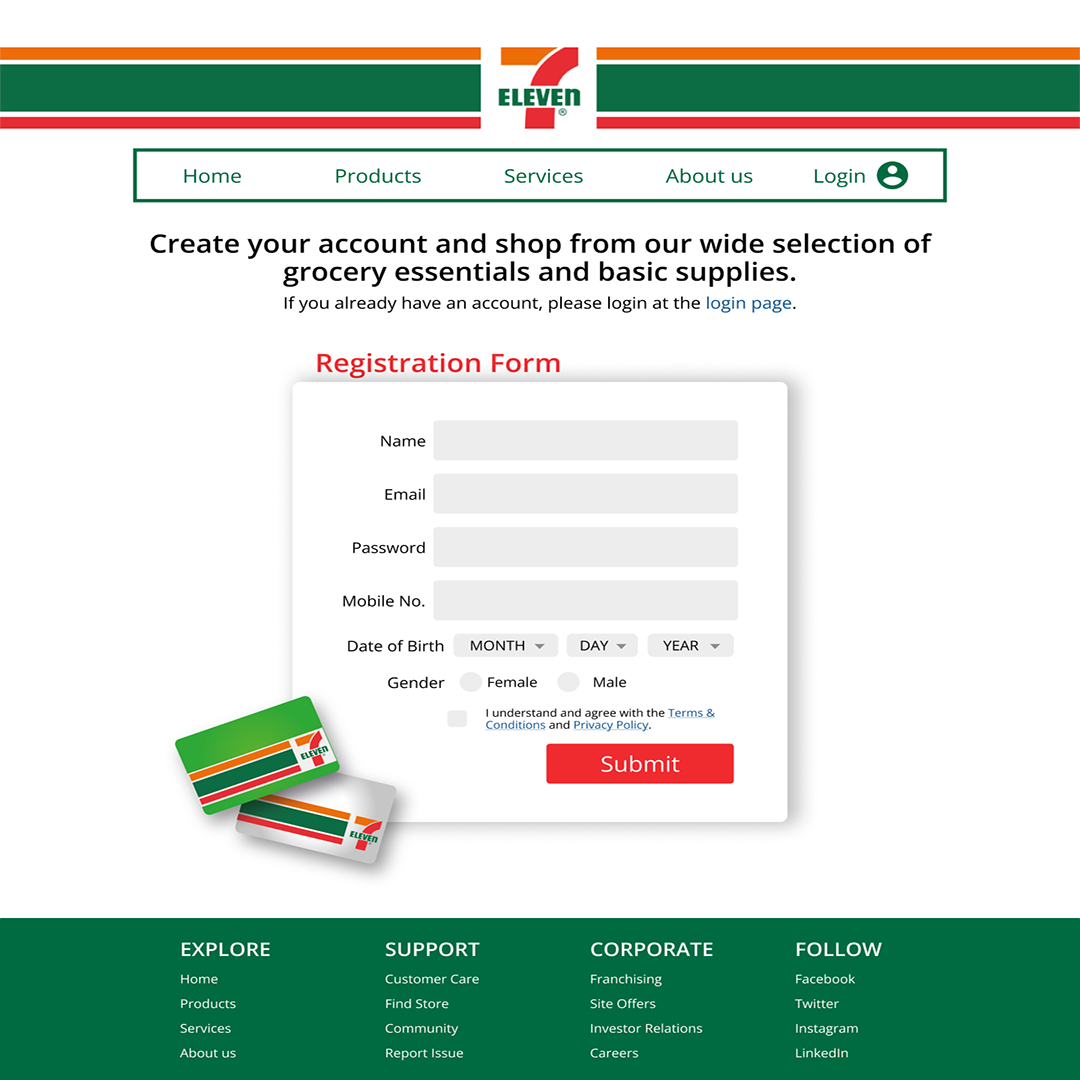 7
ELEVEn
®
Home Products Services About us Login
Create your account and shop from our wide selection of
grocery essentials and basic supplies.
If you already have an account, please login at the login page.
Registration Form
Name
Email
Password
Mobile No.
Date of Birth MONTH DAY YEAR
Gender Female Male
I understand and agree with the Terms &
Conditions and Privacy Policy.
Submit
7
ELEVEn
7
ELEVEn
EXPLORE SUPPORT CORPORATE FOLLOW
Home Customer Care Franchising Facebook
Products Find Store Site Offers Twitter
Services Community Investor Relations Instagram
About us Report Issue Careers LinkedIn